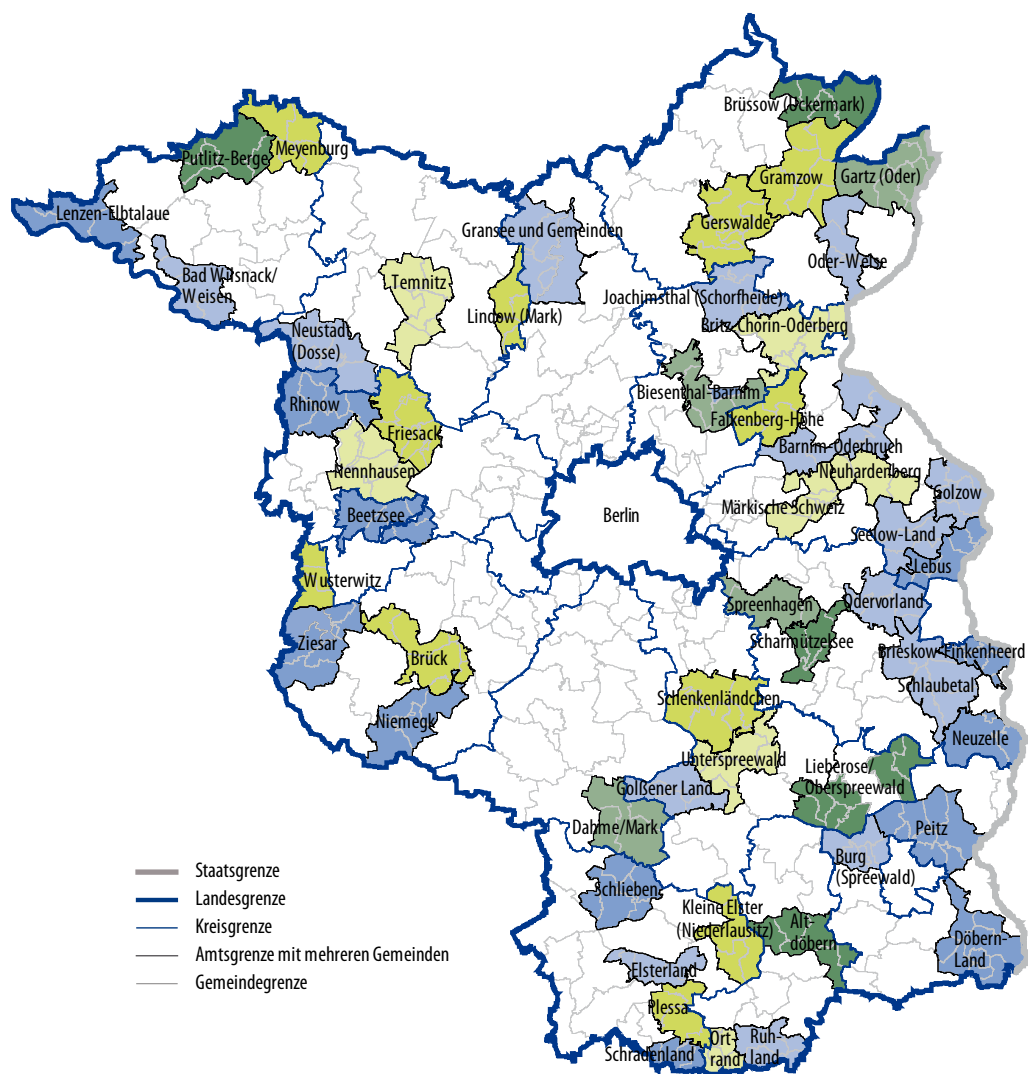 Brüssow (Uckermark)
Meyenburg
Putlitz-Berge
Gramzow
Gartz (Oder)
Lenzen-Elbtalaue
Gransee und Gemeinden
Gerswalde
Oder-Welse
Bad Wilsnack/
Weisen
Temnitz
Joachimsthal (Schorfheide)
Lindow (Mark)
Britz-Chorin-Oderberg
Neustadt
(Dosse)
Biesenthal-Barnim
Rhinow
Falkenberg-Höhe
Friesack
Barnim-Oderbruch
Rennhausen
Neuhardenberg
Golzow
Beetzsee
Berlin
Märkische Schweiz
Seelow-Land
Lebus
Wusterwitz
Spreenhagen
Odervorland
Ziesar
Scharmützelsee
Brieskow-Finkenheerd
Brück
Schlaubetal
Schenkenländchen
Niemegk
Neuzelle
Unterspreewald
Lieberose/
Oberspreewald
Golßener Land
Dahme/Mark
Peitz
Burg
(Spreewald)
Schlieben
Kleine Elster
(Niederlausitz)
Alt-
döbern
Döbern-
Land
Elsterland
Plessa
Ort
rand
Ruh-
land
Schradenland
Staatsgrenze
Landesgrenze
Kreisgrenze
Amtsgrenze mit mehreren Gemeinden
Gemeindegrenze